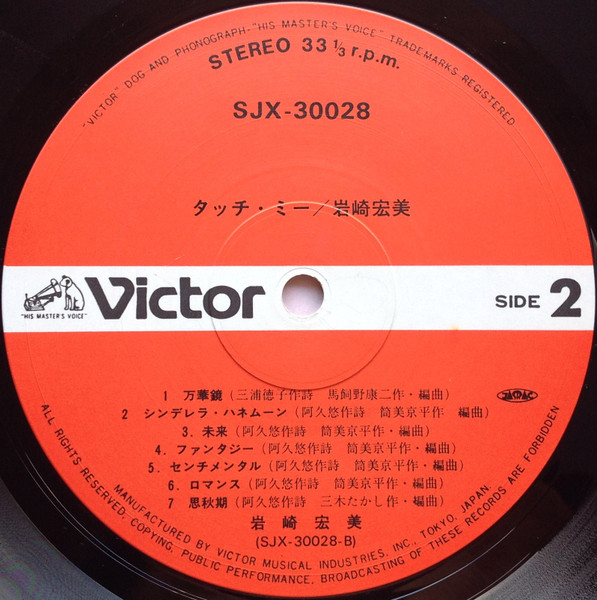 "VICTOR" DOG AND PHONOGRAPH-"HIS MASTER'S VOICE" TRADEMARKS REGISTERED
STEREO 33 1/3 r.p.m.
SJX-30028
タッチ・ミー/岩崎宏美
"HIS MASTER'S VOICE"
Victor
SIDE 2
1 万華鏡 (三浦徳子作詩 馬飼野康二作・編曲)
JASRAC
2 シンデレラ・ハネムーン (阿久悠作詩 筒美京平作 編曲)
3. 未来 (阿久悠作詩 筒美京平作・編曲)
4. ファンタジー (阿久悠作詩 筒美京平作・編曲)
5. センチメンタル (阿久悠作詩 筒美京平作・編曲)
6. ロマンス (阿久悠作詩 筒美京平作・編曲)
7 思秋期 (阿久悠作詩 三木たかし作・編曲)
岩崎宏美
(SJX-30028-B)
MANUFACTURED BY VICTOR MUSICAL INDUSTRIES, INC., TOKYO, JAPAN.
ALL RIGHTS RESERVED, COPYING, PUBLIC PERFORMANCE, BROADCASTING OF THESE RECORDS ARE FORBIDDEN